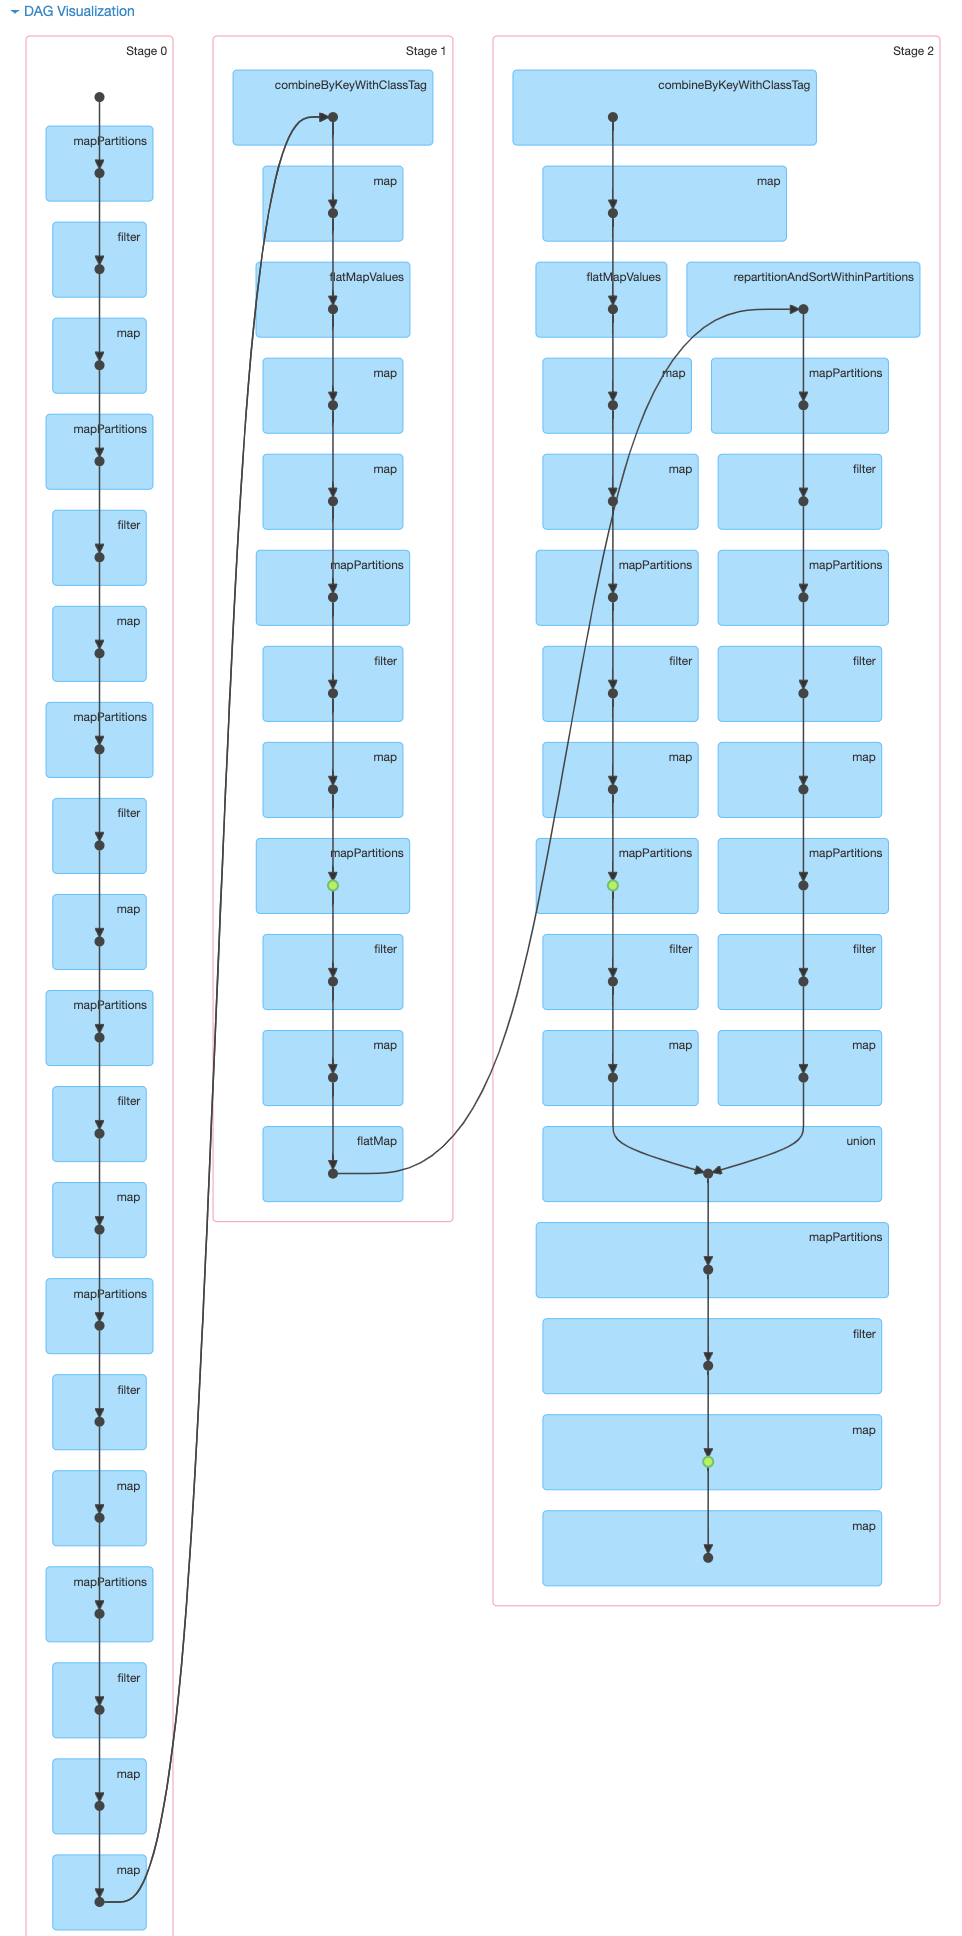 DAG Visualization
Stage 0
mapPartitions
filter
map
mapPartitions
filter
map
mapPartitions
filter
map
mapPartitions
filter
map
mapPartitions
filter
map
mapPartitions
filter
map
map
Stage 1
combineByKeyWithClassTag
map
flatMapValues
map
map
mapPartitions
filter
map
mapPartitions
filter
map
flatMap
Stage 2
combineByKeyWithClassTag
map
flatMapValues
map
map
mapPartitions
filter
map
mapPartitions
filter
map
repartitionAndSortWithinPartitions
mapPartitions
filter
mapPartitions
filter
map
mapPartitions
filter
map
union
mapPartitions
filter
map
map